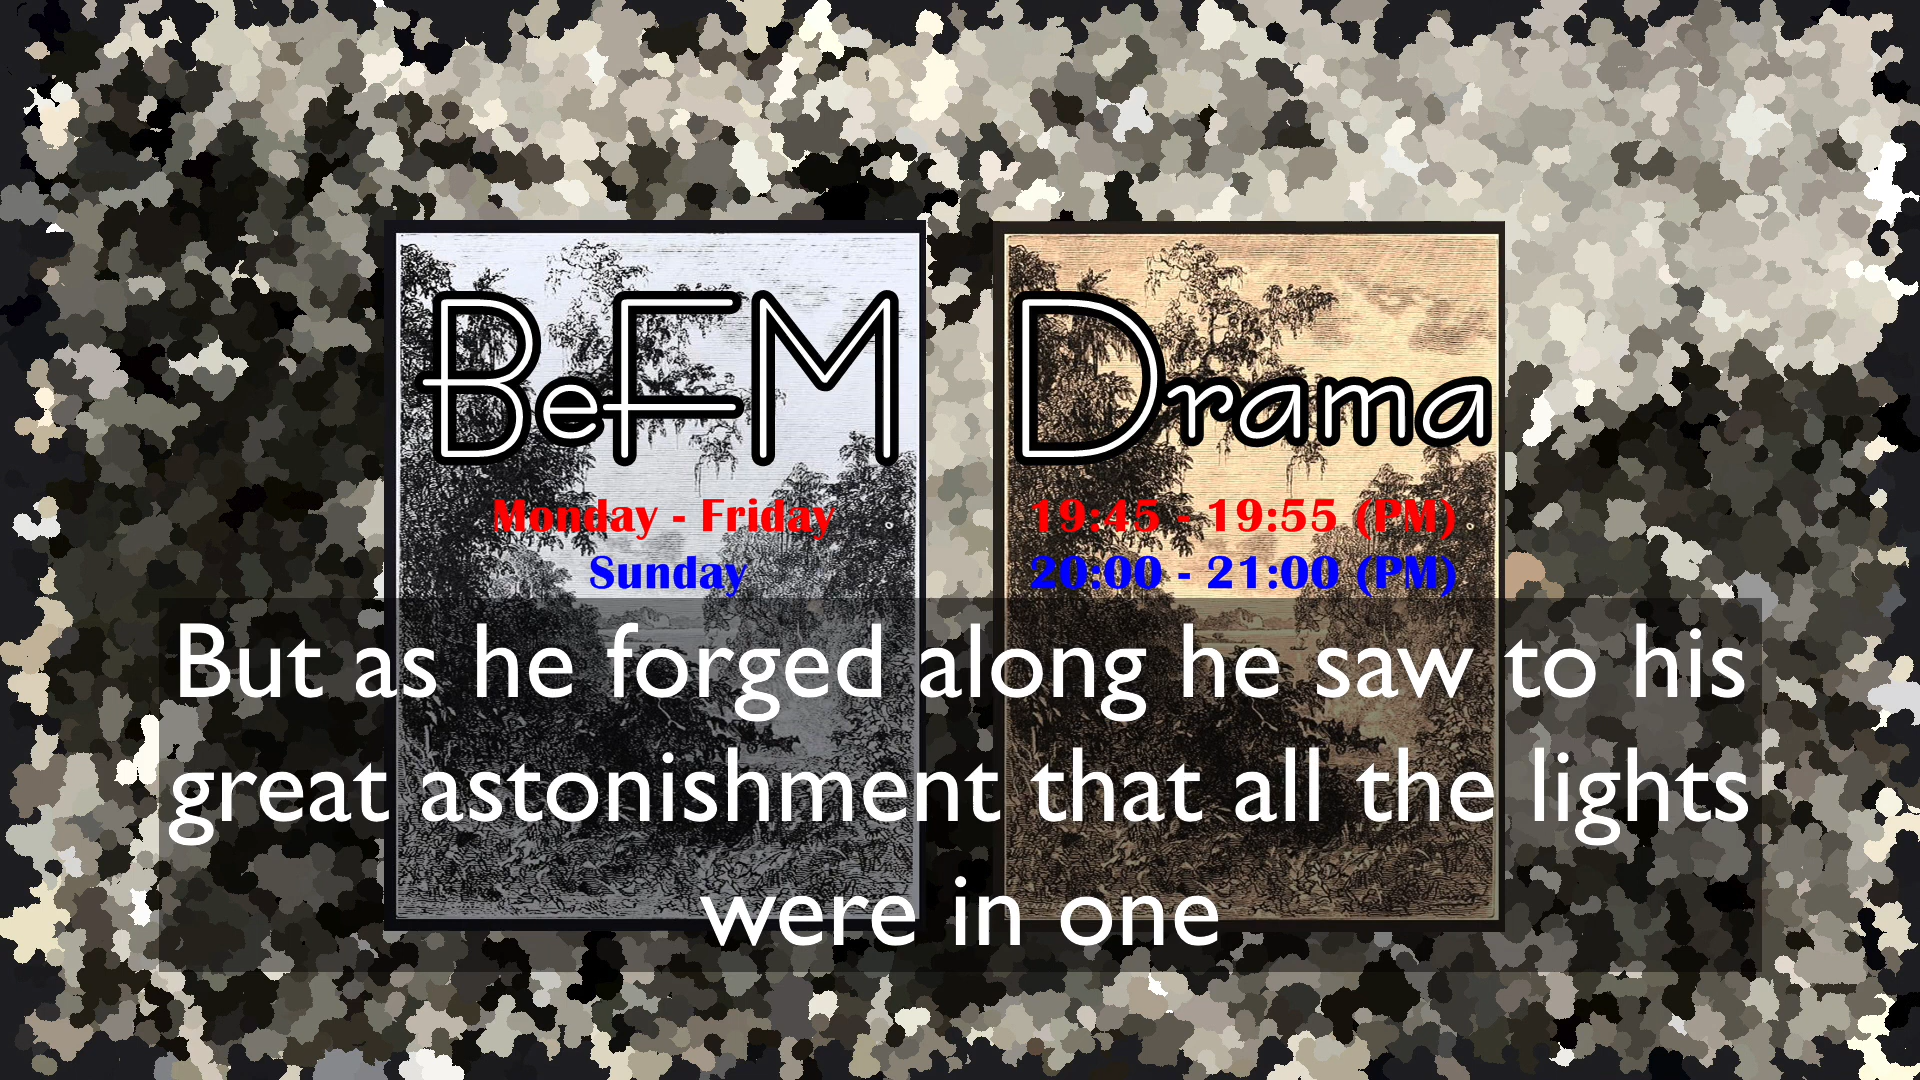 BeFM Drama
Monday - Friday 19:45 - 19:55 (PM)
Sunday 20:00 - 21:00 (PM)
But as he forged along he saw to his
great astonishment that all the lights
were in one